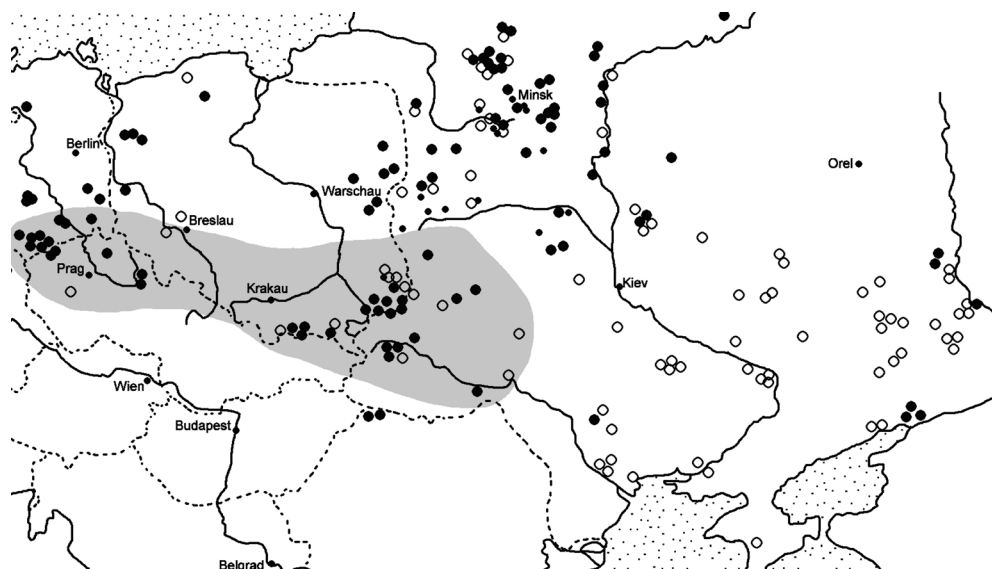 Minsk
Berlin
Orel
Warschau
Breslau
Prag
Krakau
Kiev
Wien
Budapest
Belgrad